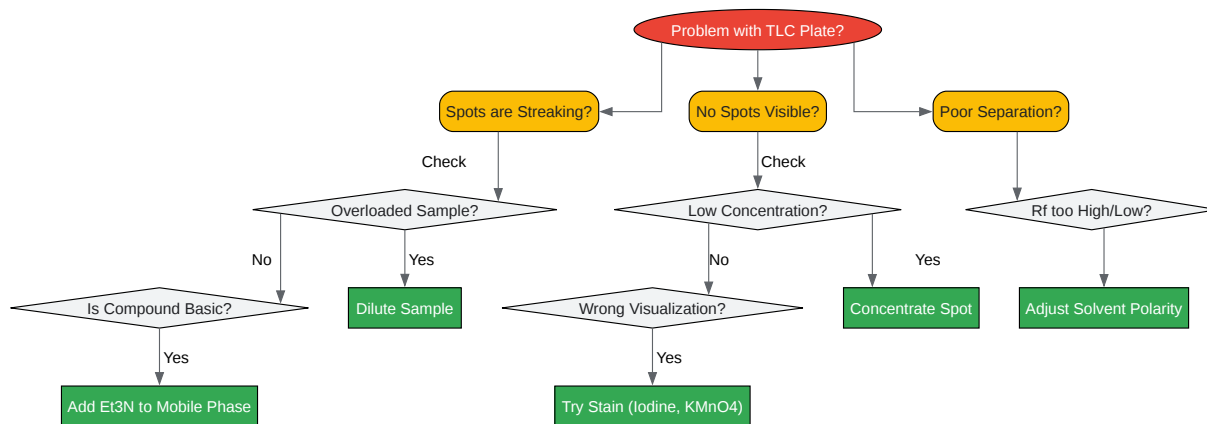 Problem with TLC Plate?
Spots are Streaking?
No Spots Visible?
Poor Separation?
Check
Check
Overloaded Sample?
Low Concentration?
Rf too High/Low?
No
Yes
No
Yes
Is Compound Basic?
Dilute Sample
Wrong Visualization?
Concentrate Spot
Adjust Solvent Polarity
Yes
Yes
Add Et3N to Mobile Phase
Try Stain (Iodine, KMnO4)